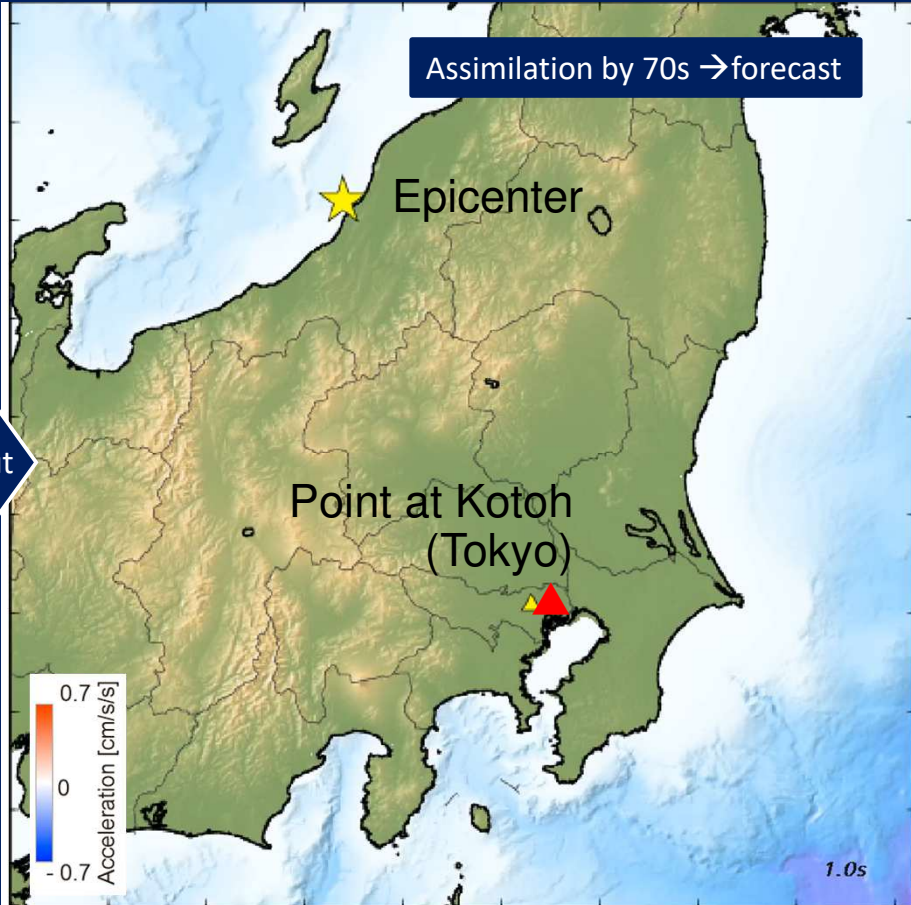 Assimilation by 70s →forecast
Epicenter
Point at Kotoh
(Tokyo)
0.7
0
- 0.7
Acceleration [cm/s/s]
1.0s